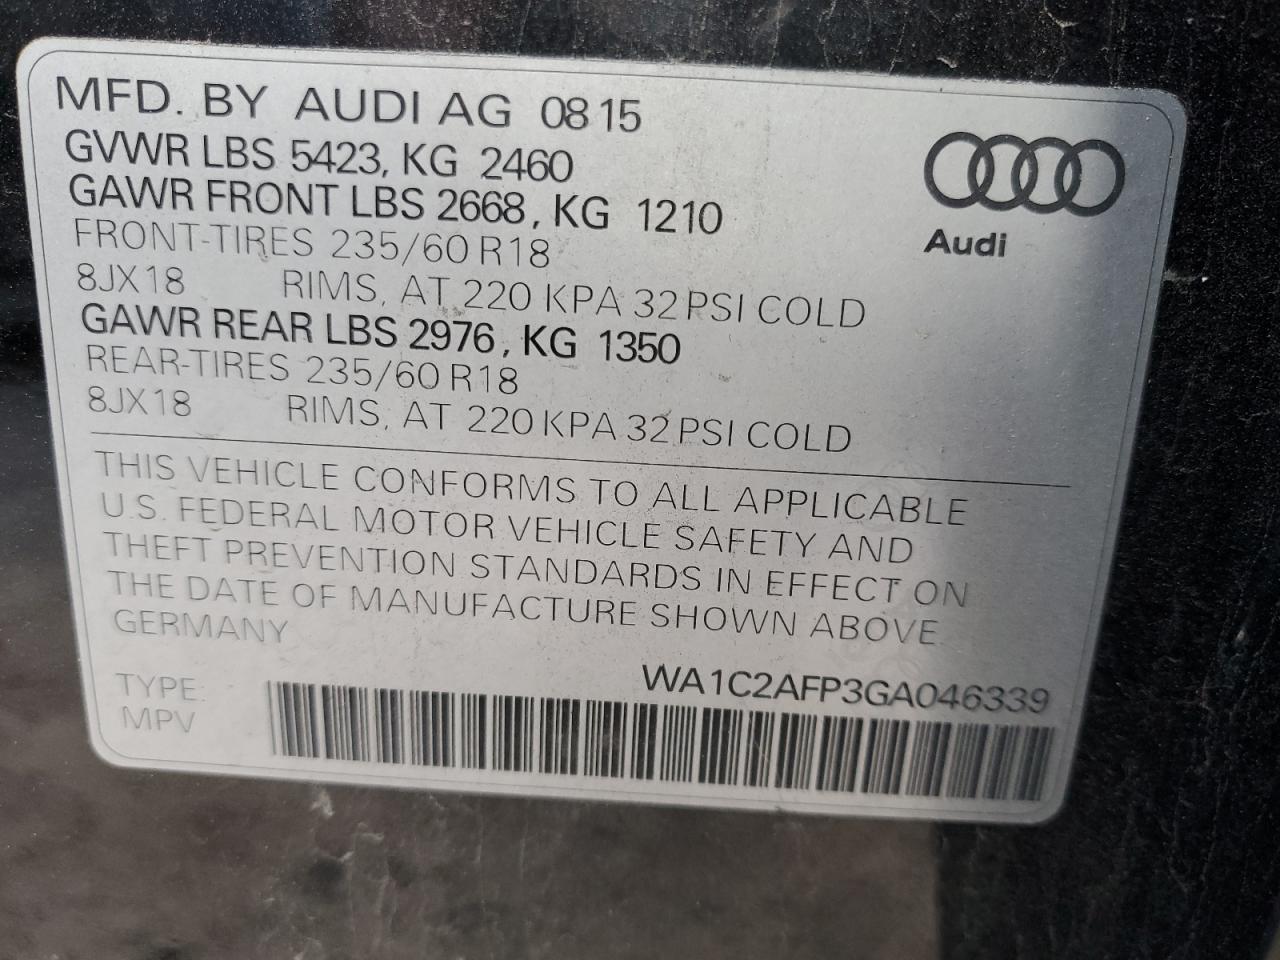 MFD. BY AUDI AG 08 15
GVWR LBS 5423, KG 2460
GAWR FRONT LBS 2668, KG 1210
FRONT-TIRES 235/60 R18
8JX18 RIMS, AT 220 KPA 32 PSI COLD
GAWR REAR LBS 2976, KG 1350
REAR-TIRES 235/60 R18
8JX18 RIMS, AT 220 KPA 32 PSI COLD
Audi
THIS VEHICLE CONFORMS TO ALL APPLICABLE
U.S. FEDERAL MOTOR VEHICLE SAFETY AND
THEFT PREVENTION STANDARDS IN EFFECT ON
THE DATE OF MANUFACTURE SHOWN ABOVE
GERMANY
WA1C2AFP3GA046339
TYPE:
MPV